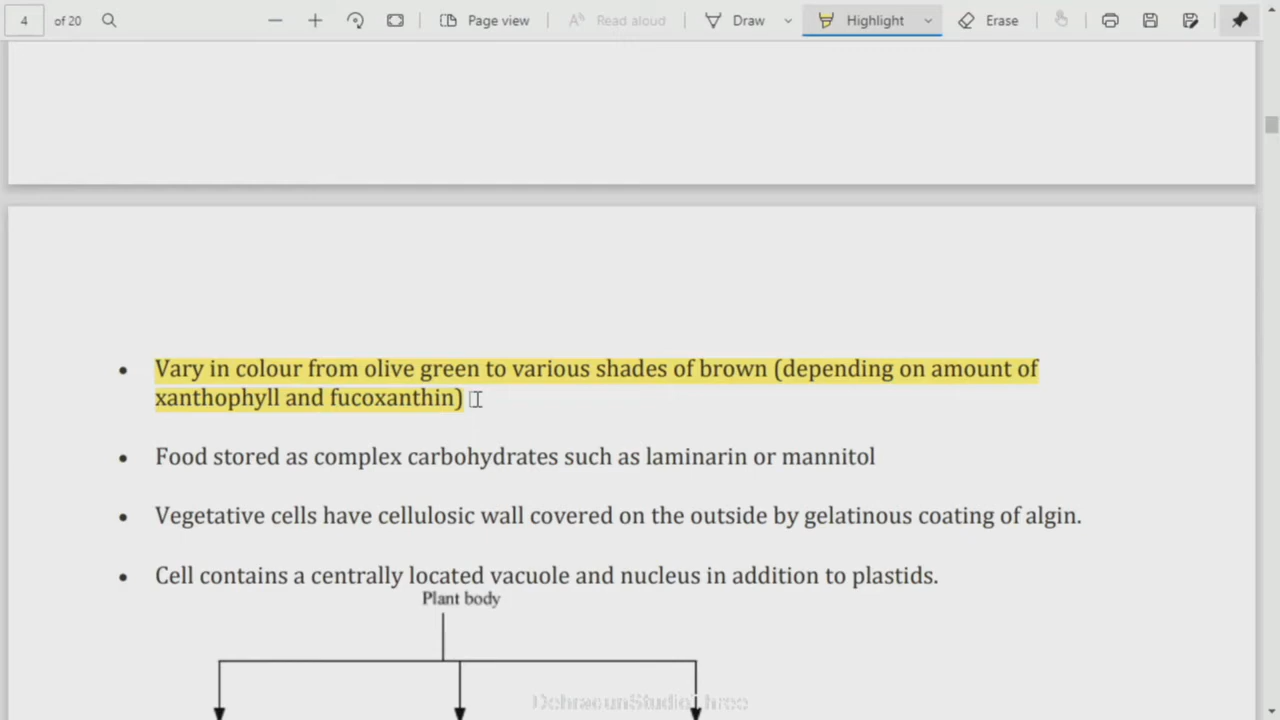 4 of 20 Page view Read aloud Draw Highlight Erase
• Vary in colour from olive green to various shades of brown (depending on amount of
xanthophyll and fucoxanthin)
• Food stored as complex carbohydrates such as laminarin or mannitol
• Vegetative cells have cellulosic wall covered on the outside by gelatinous coating of algin.
• Cell contains a centrally located vacuole and nucleus in addition to plastids.
Plant body